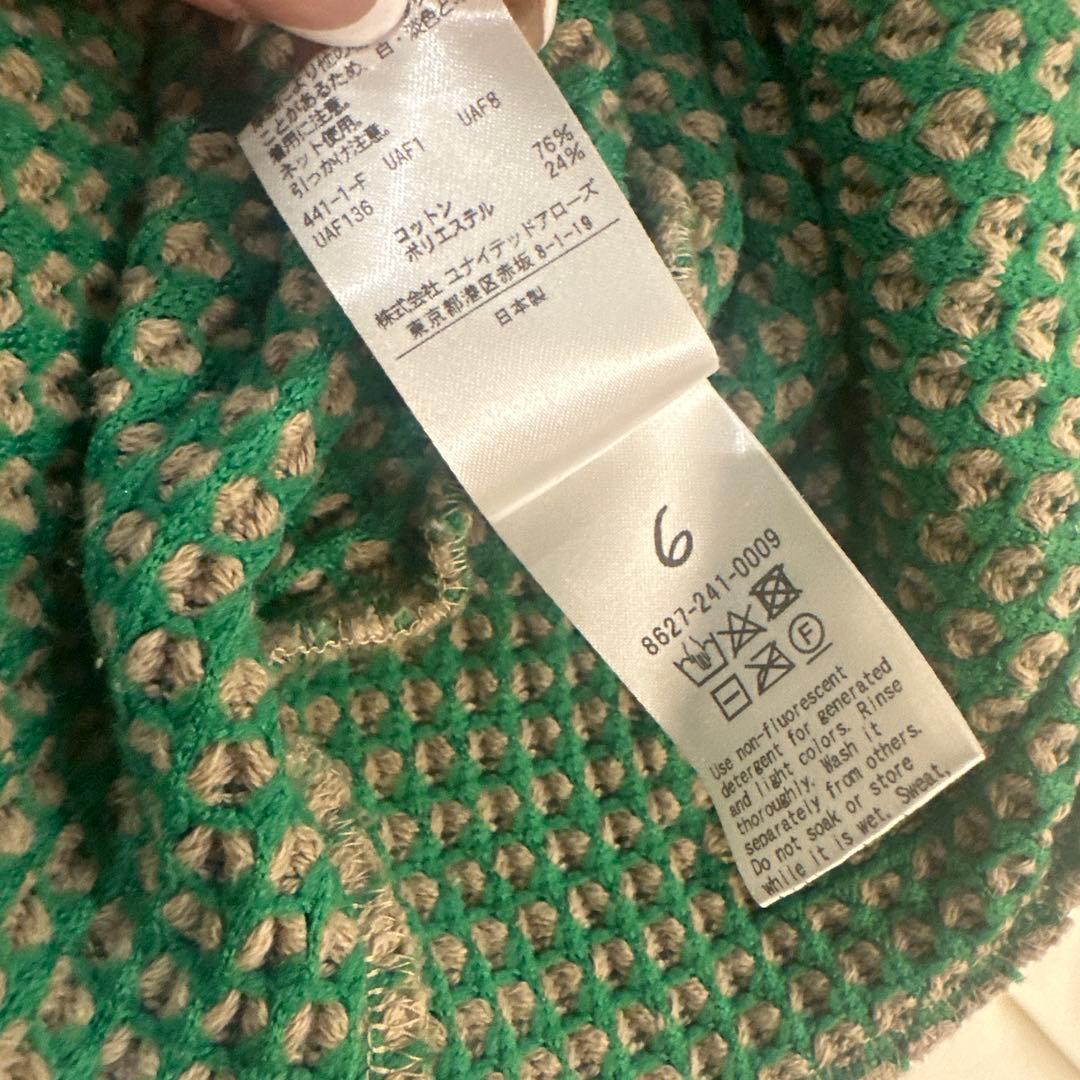 白・淡色と
より他の
ことがあるため、
着用に注意。
ネット使用。
引つかけ注意。
441-1-F UAF1 UAF8
UAF136
コットン 76%
ポリエステル 24%
株式会社 ユナイテッドアローズ
東京都港区赤坂 8-1-19
日本製
6
8627-241-0009
F
Use non-fluorescent
detergent for generated
and light colors. Rinse
thoroughly. Wash it
separately from others.
Do not soak or store
while it is wet. Sweat,